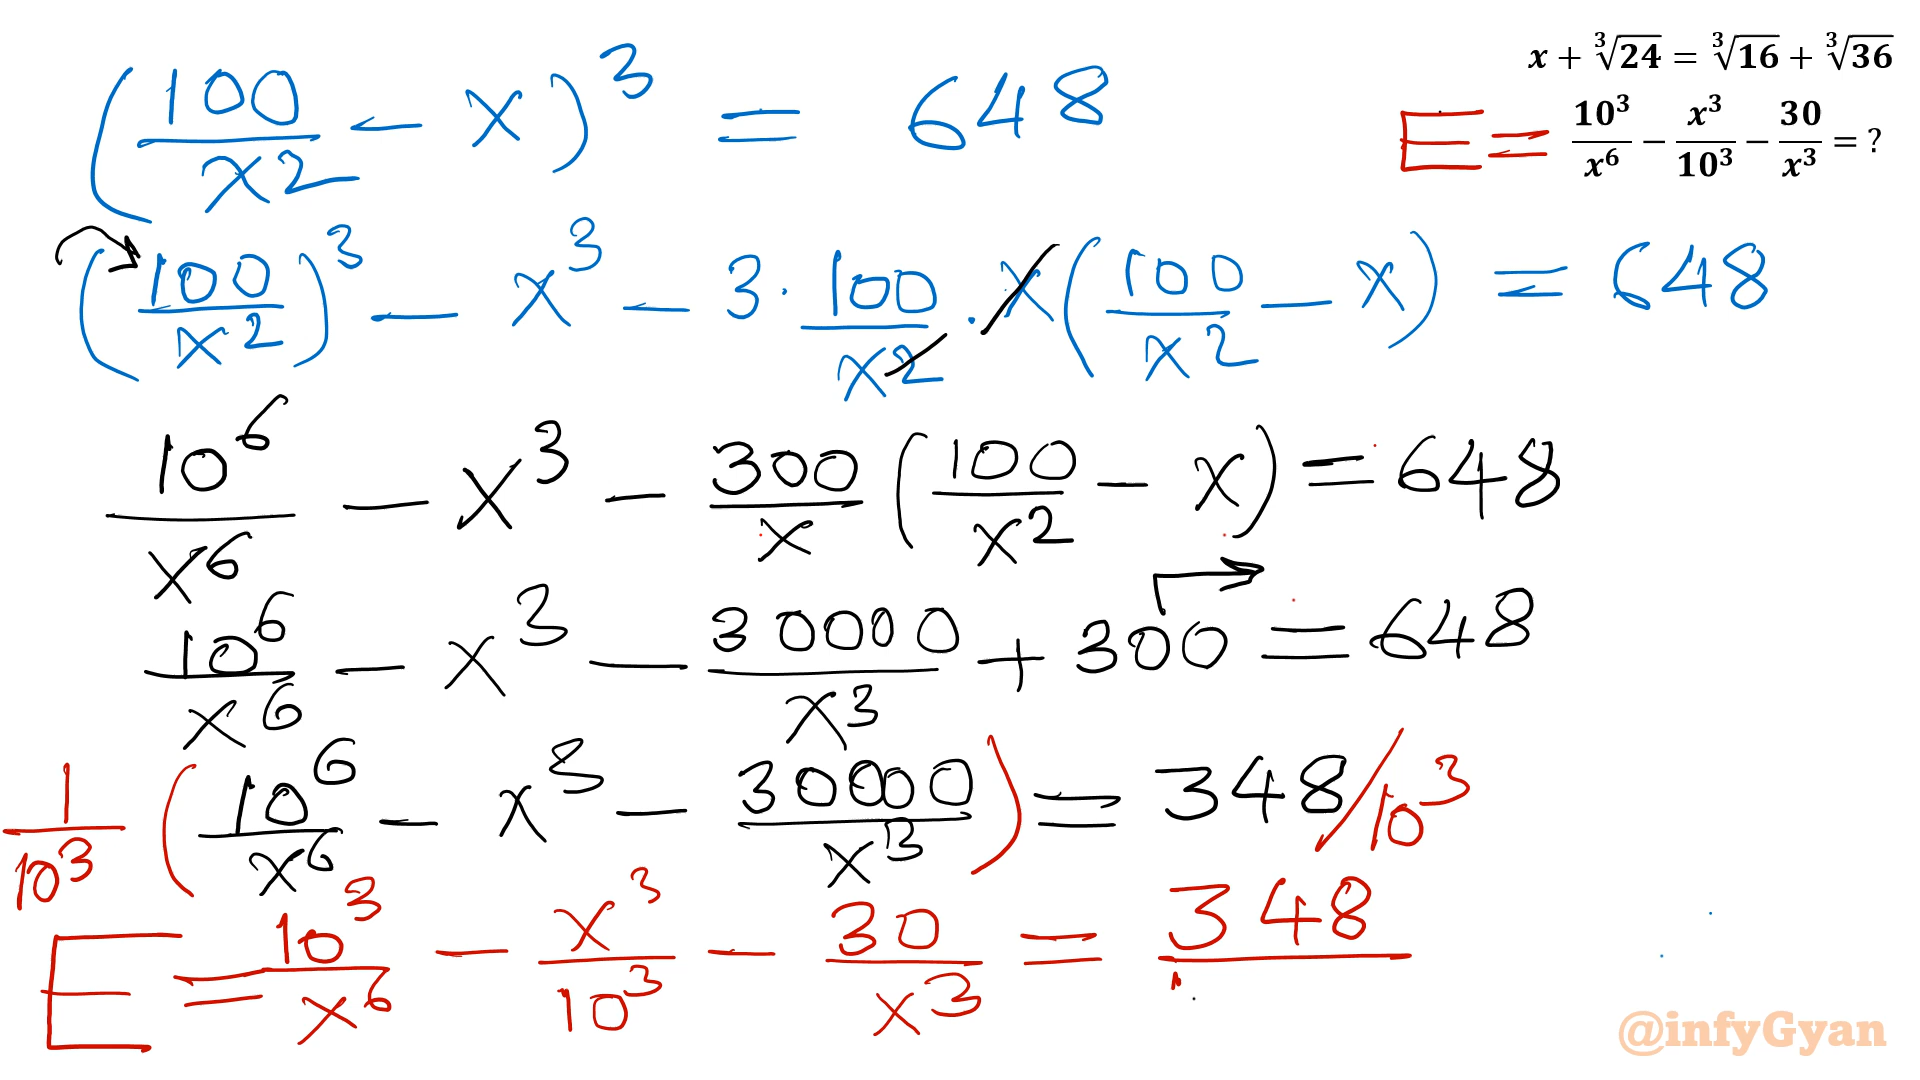 x + ∛24 = ∛16 + ∛36
E = 10³/x⁶ − x³/10³ − 30/x³ = ?
(100/x² − x)³ = 648
(100/x²)³ − x³ − 3 · 100/x² · x (100/x² − x) = 648
10⁶/x⁶ − x³ − 300/x (100/x² − x) = 648
10⁶/x⁶ − x³ − 30000/x³ + 300 = 648
1/10³ (10⁶/x⁶ − x³ − 30000/x³) = 348/10³
E = 10³/x⁶ − x³/10³ − 30/x³ = 348/
@infyGyan